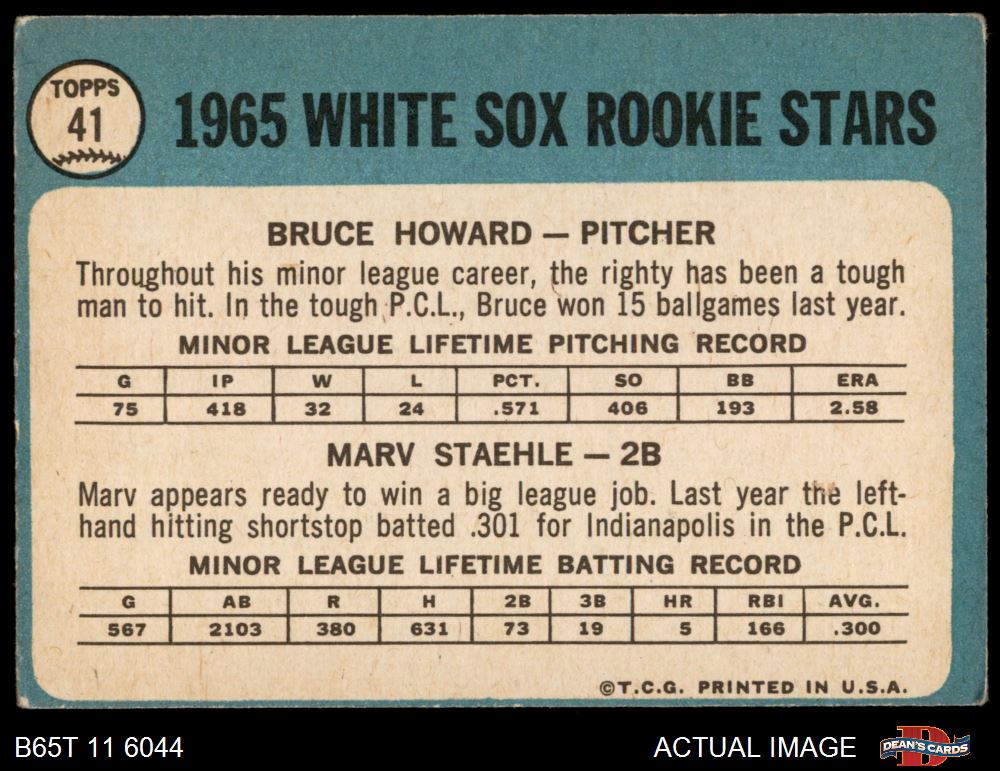 TOPPS
41
1965 WHITE SOX ROOKIE STARS
BRUCE HOWARD — PITCHER
Throughout his minor league career, the righty has been a tough
man to hit. In the tough P.C.L., Bruce won 15 ballgames last year.
MINOR LEAGUE LIFETIME PITCHING RECORD
G IP W L PCT. SO BB ERA
75 418 32 24 .571 406 193 2.58
MARV STAEHLE — 2B
Marv appears ready to win a big league job. Last year the left-
hand hitting shortstop batted .301 for Indianapolis in the P.C.L.
MINOR LEAGUE LIFETIME BATTING RECORD
G AB R H 2B 3B HR RBI AVG.
567 2103 380 631 73 19 5 166 .300
©T.C.G. PRINTED IN U.S.A.
B65T 11 6044 ACTUAL IMAGE DEAN'S CARDS